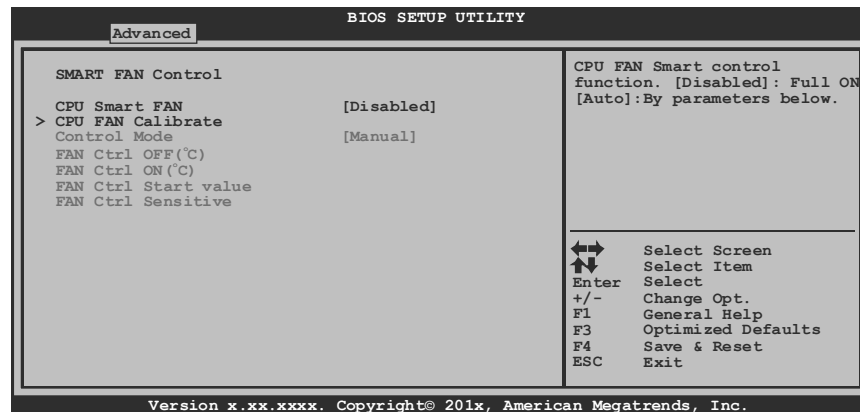 BIOS SETUP UTILITY
Advanced
SMART FAN Control
CPU Smart FAN [Disabled]
> CPU FAN Calibrate
Control Mode [Manual]
FAN Ctrl OFF(℃)
FAN Ctrl ON(℃)
FAN Ctrl Start value
FAN Ctrl Sensitive
CPU FAN Smart control
function. [Disabled]: Full ON
[Auto]:By parameters below.
Select Screen
Select Item
Enter Select
+/- Change Opt.
F1 General Help
F3 Optimized Defaults
F4 Save & Reset
ESC Exit
Version x.xx.xxxx. Copyright© 201x, American Megatrends, Inc.